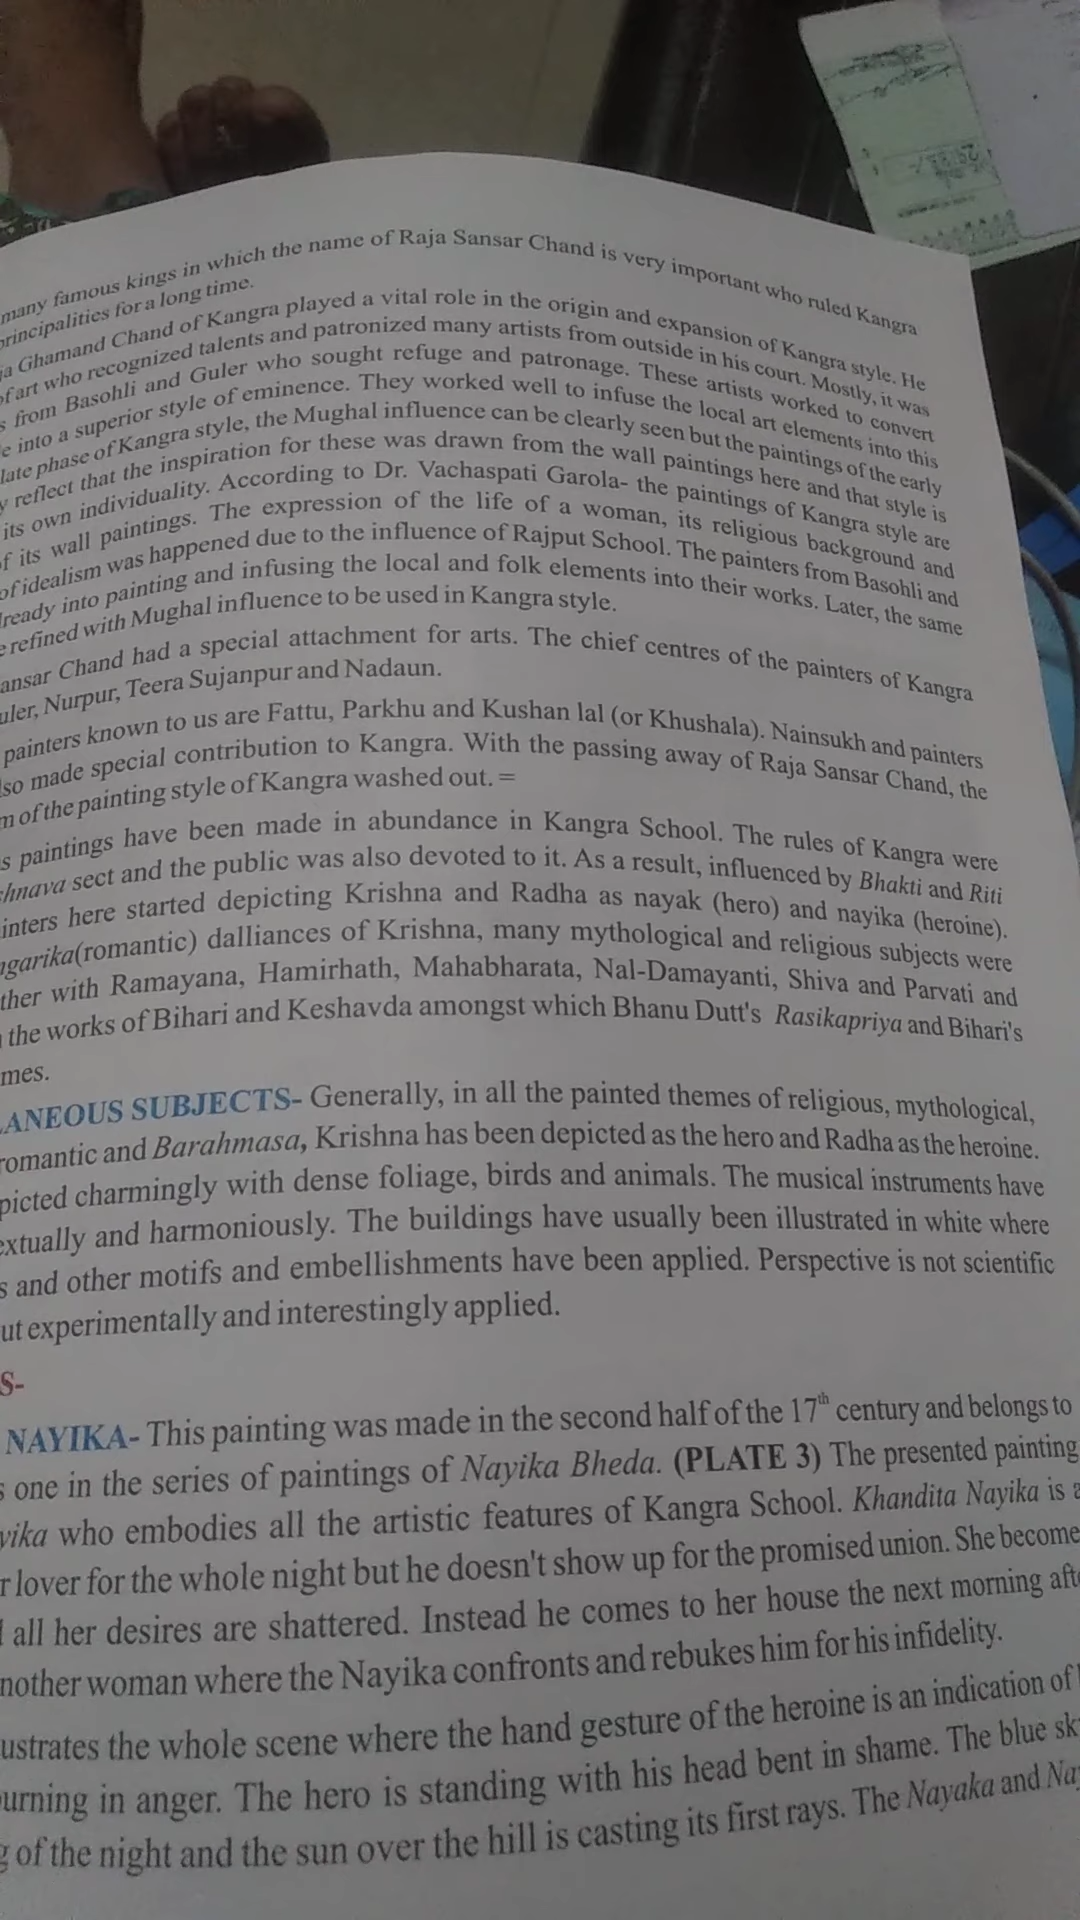 many famous kings in which the name of Raja Sansar Chand is very important who ruled Kangra
principalities for a long time.
ja Ghamand Chand of Kangra played a vital role in the origin and expansion of Kangra style. He
of art who recognized talents and patronized many artists from outside in his court. Mostly, it was
s from Basohli and Guler who sought refuge and patronage. These artists worked to convert
e into a superior style of eminence. They worked well to infuse the local art elements into this
late phase of Kangra style, the Mughal influence can be clearly seen but the paintings of the early
y reflect that the inspiration for these was drawn from the wall paintings here and that style is
its own individuality. According to Dr. Vachaspati Garola- the paintings of Kangra style are
of its wall paintings. The expression of the life of a woman, its religious background and
of idealism was happened due to the influence of Rajput School. The painters from Basohli and
lready into painting and infusing the local and folk elements into their works. Later, the same
e refined with Mughal influence to be used in Kangra style.
ansar Chand had a special attachment for arts. The chief centres of the painters of Kangra
uler, Nurpur, Teera Sujanpur and Nadaun.
painters known to us are Fattu, Parkhu and Kushan lal (or Khushala). Nainsukh and painters
lso made special contribution to Kangra. With the passing away of Raja Sansar Chand, the
m of the painting style of Kangra washed out. =
s paintings have been made in abundance in Kangra School. The rules of Kangra were
shnava sect and the public was also devoted to it. As a result, influenced by Bhakti and Riti
inters here started depicting Krishna and Radha as nayak (hero) and nayika (heroine).
ngarika(romantic) dalliances of Krishna, many mythological and religious subjects were
ther with Ramayana, Hamirhath, Mahabharata, Nal-Damayanti, Shiva and Parvati and
the works of Bihari and Keshavda amongst which Bhanu Dutt's Rasikapriya and Bihari's
mes.
LANEOUS SUBJECTS- Generally, in all the painted themes of religious, mythological,
romantic and Barahmasa, Krishna has been depicted as the hero and Radha as the heroine.
picted charmingly with dense foliage, birds and animals. The musical instruments have
extually and harmoniously. The buildings have usually been illustrated in white where
s and other motifs and embellishments have been applied. Perspective is not scientific
ut experimentally and interestingly applied.
S-
NAYIKA- This painting was made in the second half of the 17th century and belongs to
s one in the series of paintings of Nayika Bheda. (PLATE 3) The presented painting
yika who embodies all the artistic features of Kangra School. Khandita Nayika is a
r lover for the whole night but he doesn't show up for the promised union. She become
all her desires are shattered. Instead he comes to her house the next morning afte
nother woman where the Nayika confronts and rebukes him for his infidelity.
ustrates the whole scene where the hand gesture of the heroine is an indication of
urning in anger. The hero is standing with his head bent in shame. The blue sk
g of the night and the sun over the hill is casting its first rays. The Nayaka and Nay